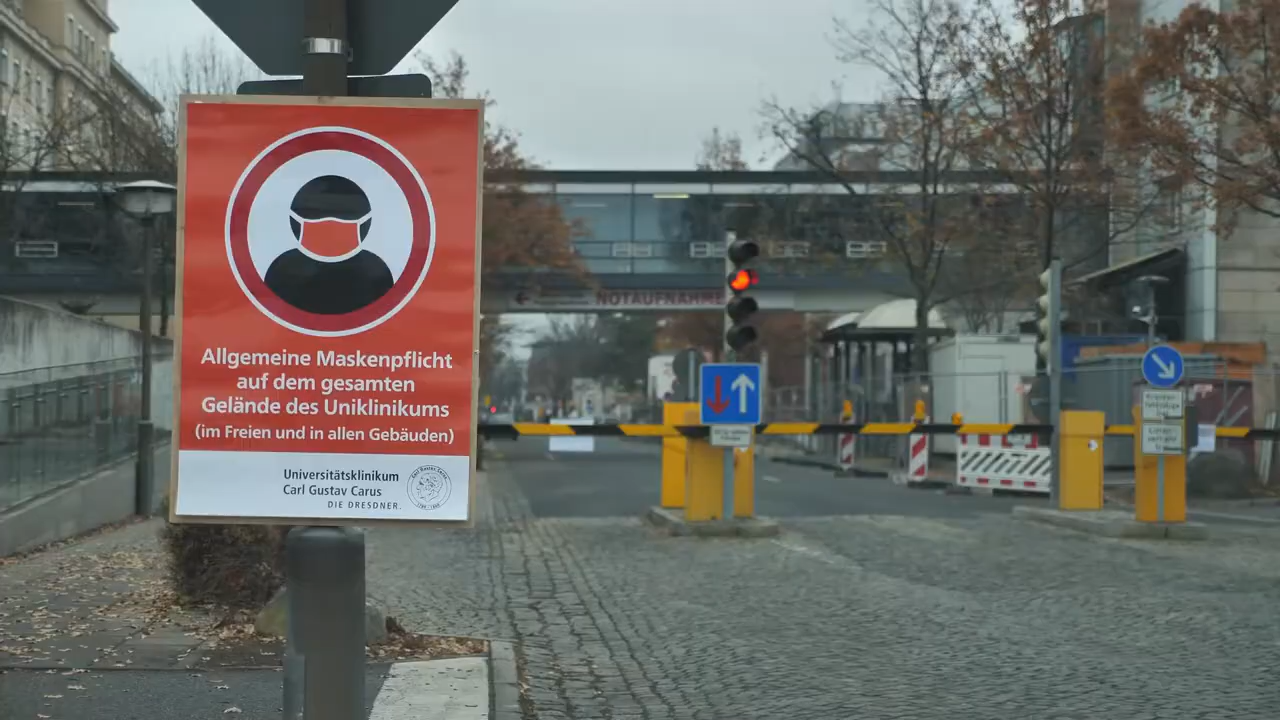 Allgemeine Maskenpflicht
auf dem gesamten
Gelände des Uniklinikums
(im Freien und in allen Gebäuden)
Universitätsklinikum
Carl Gustav Carus
DIE DRESDNER.
NOTAUFNAHME